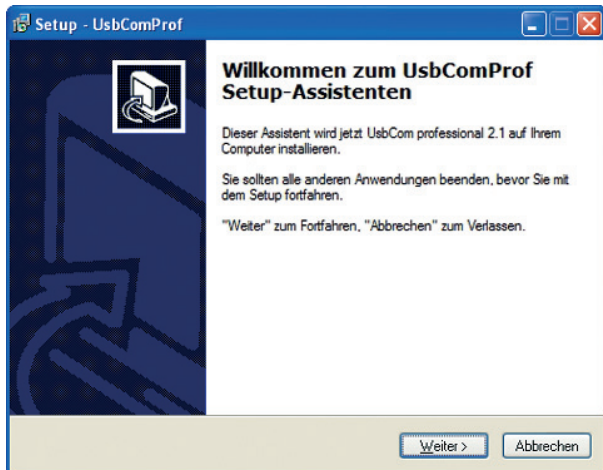 Setup - UsbComProf
Willkommen zum UsbComProf
Setup-Assistenten
Dieser Assistent wird jetzt UsbCom professional 2.1 auf Ihrem
Computer installieren.
Sie sollten alle anderen Anwendungen beenden, bevor Sie mit
dem Setup fortfahren.
"Weiter" zum Fortfahren, "Abbrechen" zum Verlassen.
Weiter > Abbrechen